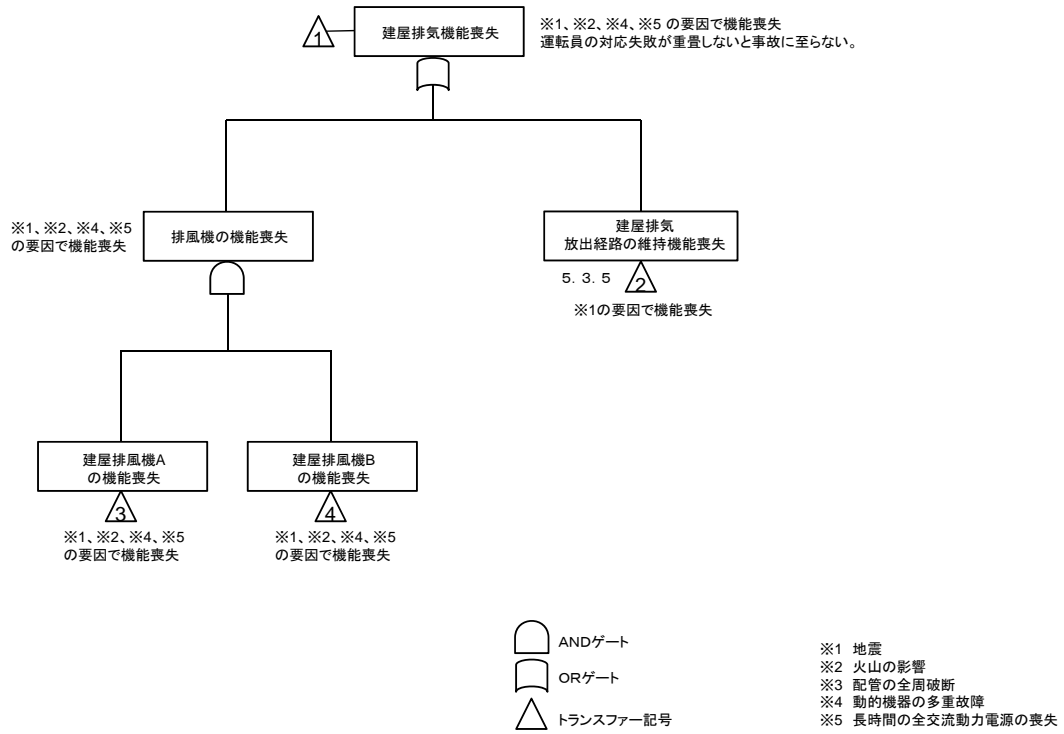 1
建屋排気機能喪失
※1、※2、※4、※5 の要因で機能喪失
運転員の対応失敗が重畳しないと事故に至らない。
※1、※2、※4、※5
の要因で機能喪失
排風機の機能喪失
建屋排気
放出経路の維持機能喪失
5.3.5
2
※1の要因で機能喪失
建屋排風機A
の機能喪失
建屋排風機B
の機能喪失
3
4
※1、※2、※4、※5
の要因で機能喪失
※1、※2、※4、※5
の要因で機能喪失
ANDゲート
ORゲート
トランスファー記号
※1 地震
※2 火山の影響
※3 配管の全周破断
※4 動的機器の多重故障
※5 長時間の全交流動力電源の喪失